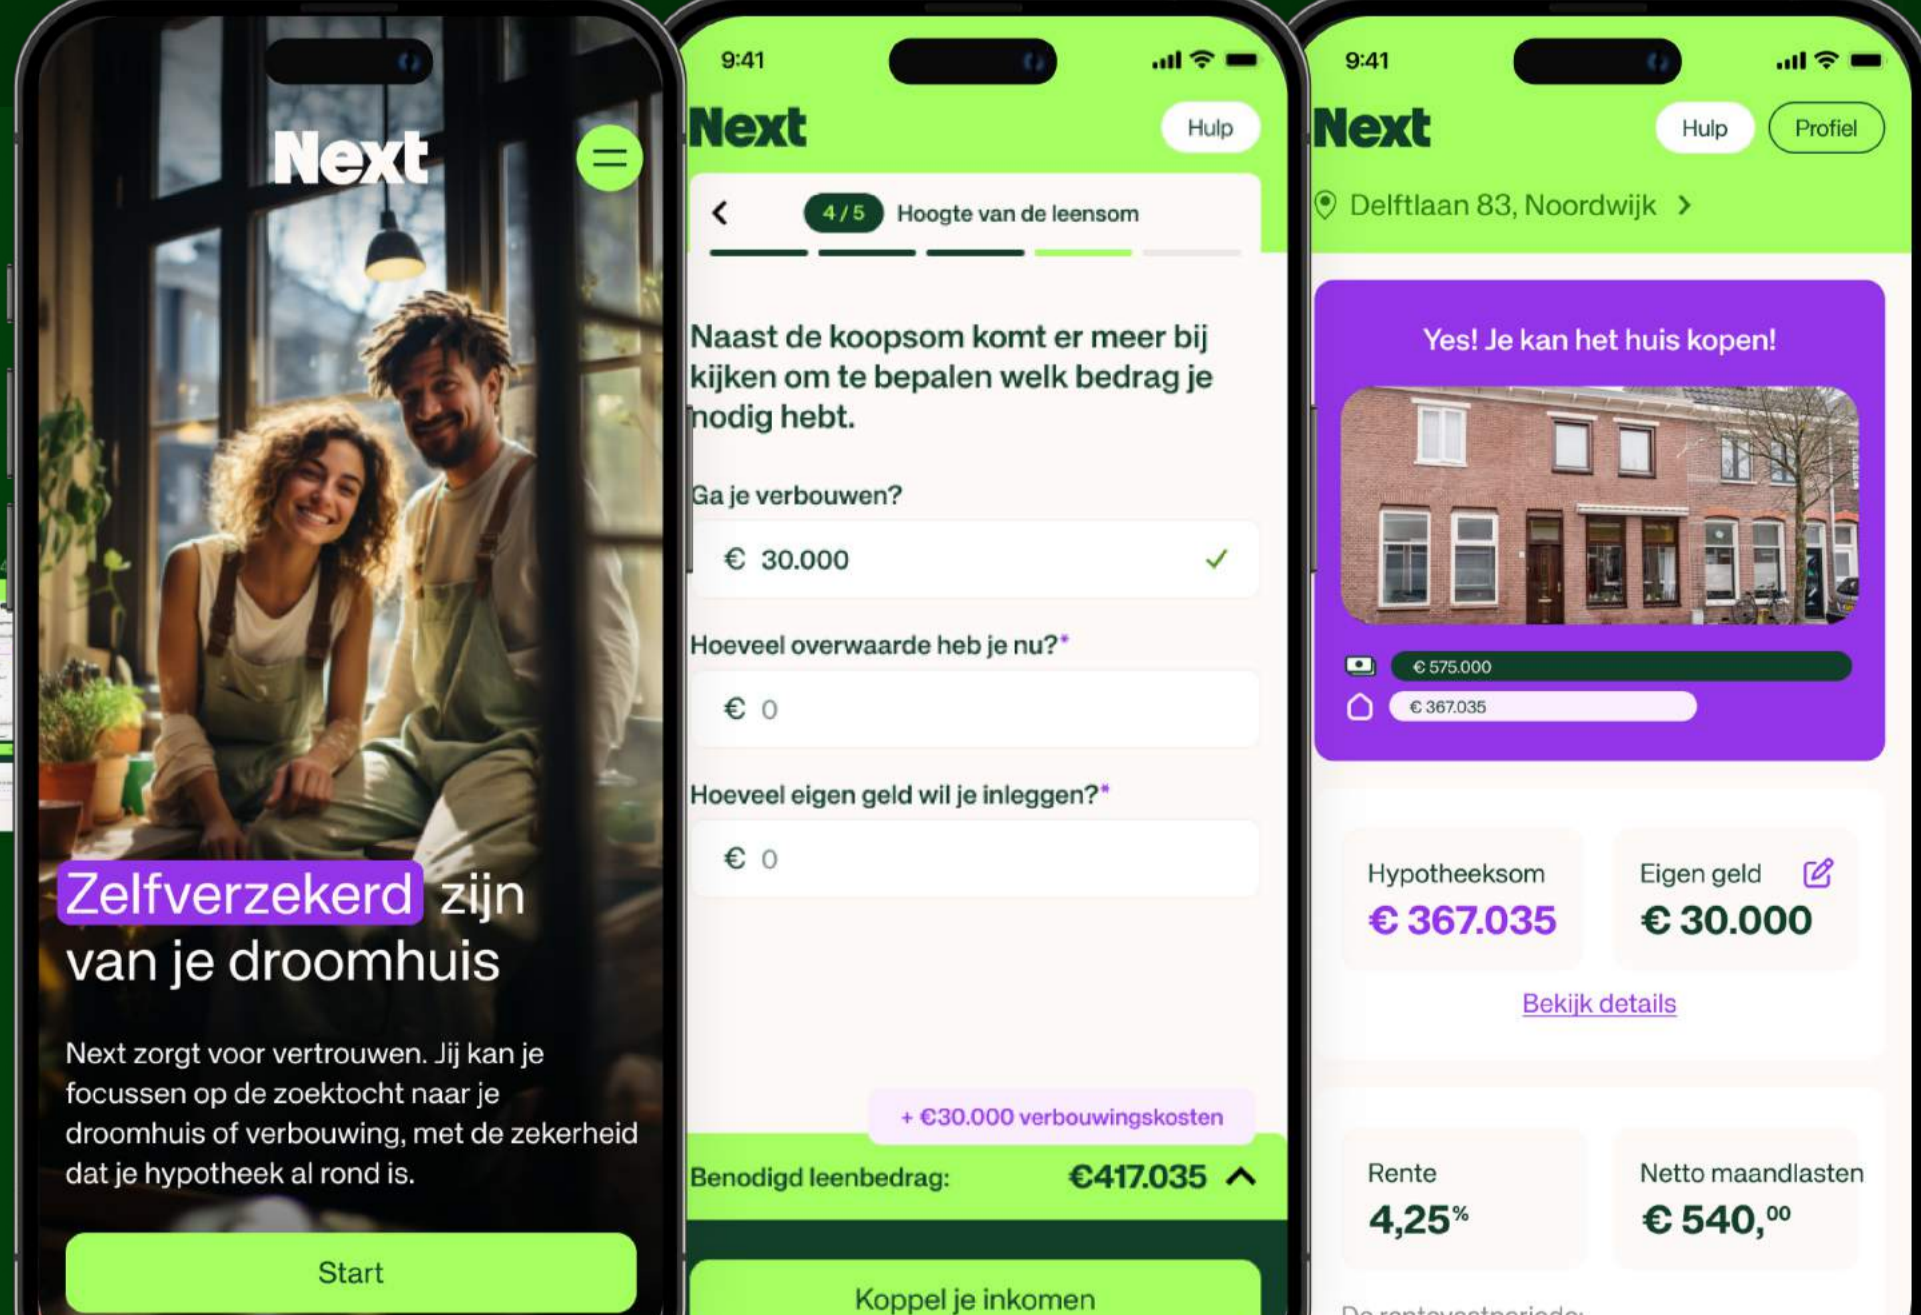 Next
Zelfverzekerd zijn
van je droomhuis
Next zorgt voor vertrouwen. Jij kan je
focussen op de zoektocht naar je
droomhuis of verbouwing, met de zekerheid
dat je hypotheek al rond is.
Start
9:41
Next
Hulp
4/5 Hoogte van de leensom
Naast de koopsom komt er meer bij
kijken om te bepalen welk bedrag je
nodig hebt.
Ga je verbouwen?
€ 30.000
Hoeveel overwaarde heb je nu?*
€ 0
Hoeveel eigen geld wil je inleggen?*
€ 0
+ €30.000 verbouwingskosten
Benodigd leenbedrag: €417.035
Koppel je inkomen
9:41
Next
Hulp Profiel
Delftlaan 83, Noordwijk
Yes! Je kan het huis kopen!
€ 575.000
€ 367.035
Hypotheeksom
€ 367.035
Eigen geld
€ 30.000
Bekijk details
Rente
4,25%
Netto maandlasten
€ 540,00
De rentevastperiode: